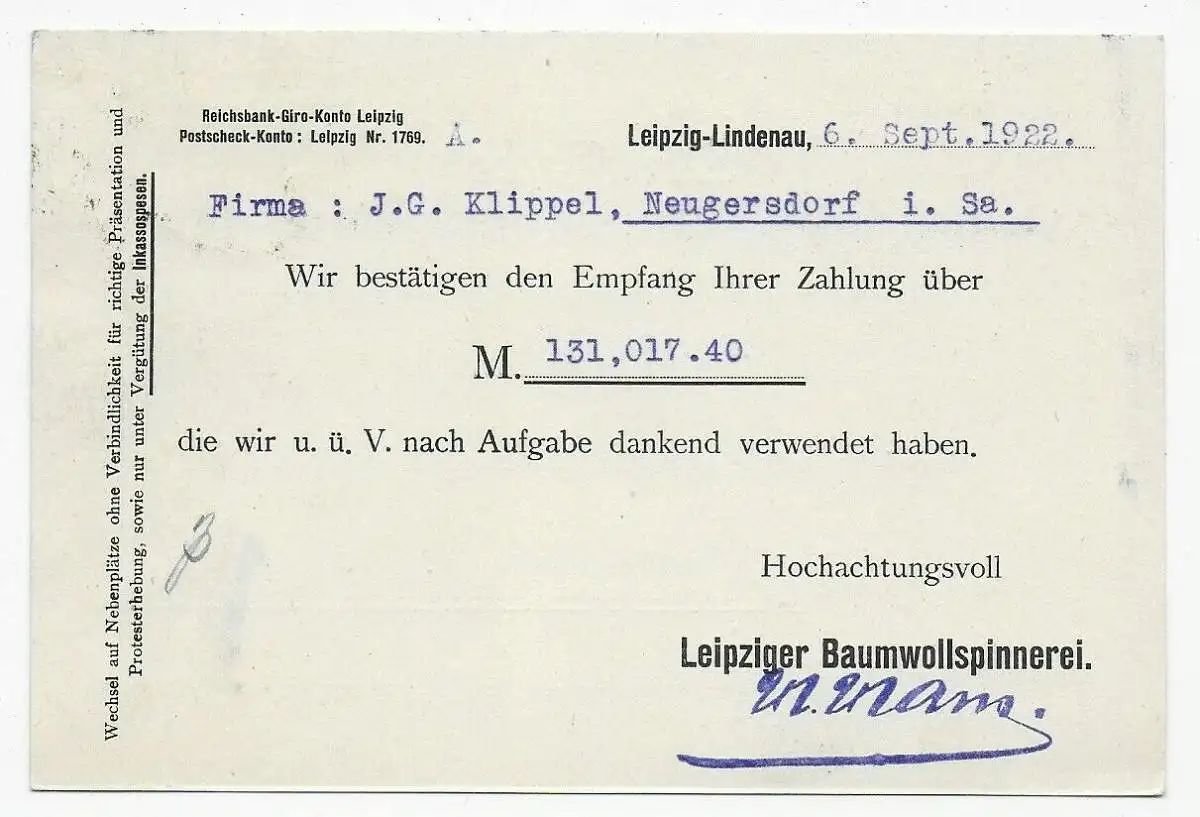 Reichsbank-Giro-Konto Leipzig
Postscheck-Konto: Leipzig Nr. 1769.
A.
Leipzig-Lindenau, 6. Sept. 1922.
Firma : J.G. Klippel, Neugersdorf i. Sa.
Wir bestätigen den Empfang Ihrer Zahlung über
M. 131,017.40
die wir u. ü. V. nach Aufgabe dankend verwendet haben.
Hochachtungsvoll
Leipziger Baumwollspinnerei.
Wechsel auf Nebenplätze ohne Verbindlichkeit für richtige Präsentation und
Protesterhebung, sowie nur unter Vergütung der Inkassospesen.